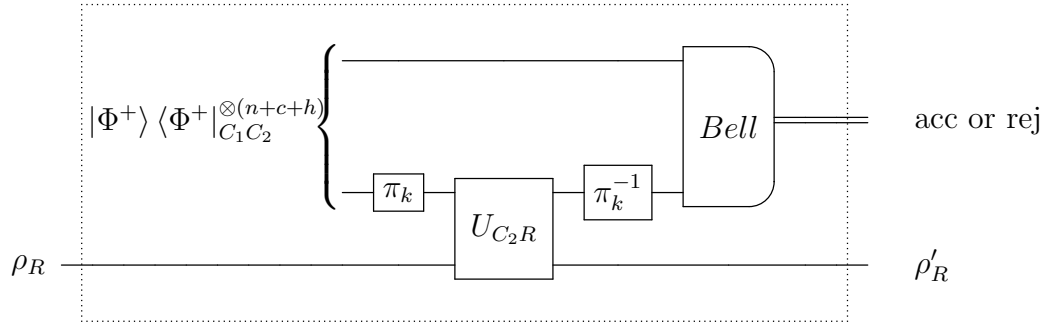 |Φ⁺⟩⟨Φ⁺|_{C₁C₂}^{⊗(n+c+h)}
Bell
acc or rej
π_k
U_{C₂R}
π_k^{-1}
ρ_R
ρ'_R